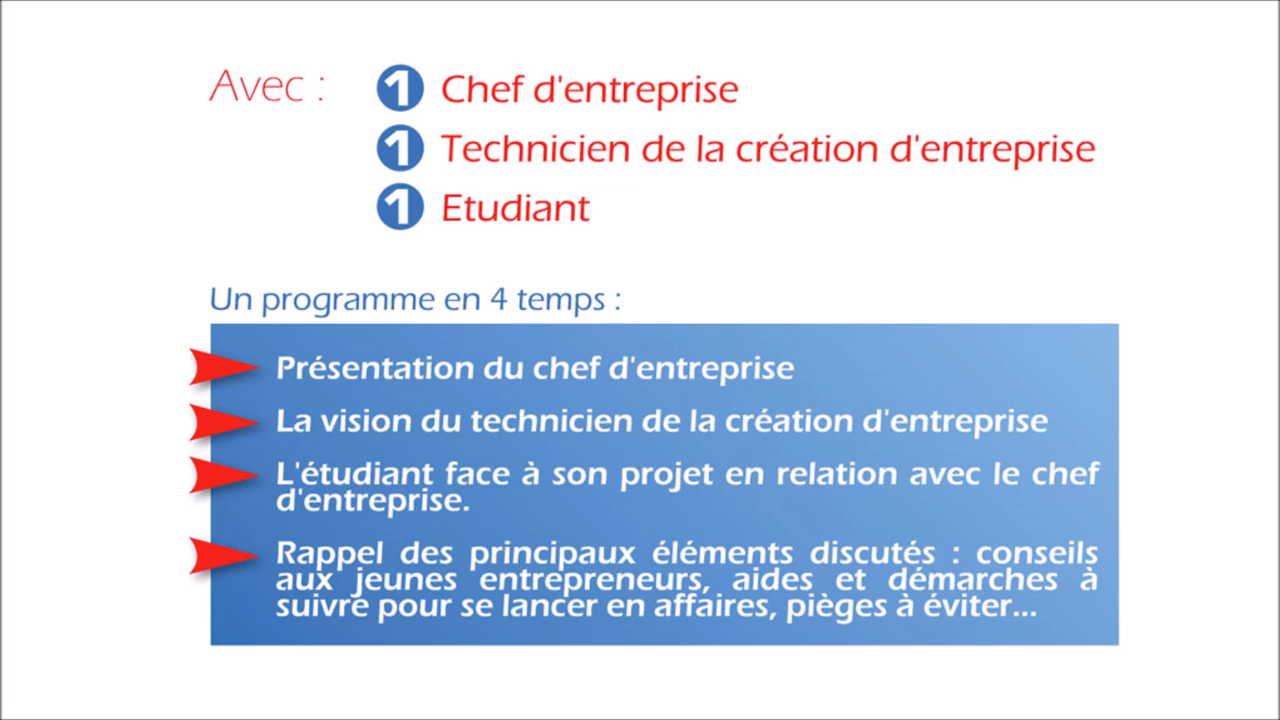 Avec :
1 Chef d'entreprise
1 Technicien de la création d'entreprise
1 Etudiant
Un programme en 4 temps :
Présentation du chef d'entreprise
La vision du technicien de la création d'entreprise
L'étudiant face à son projet en relation avec le chef
d'entreprise.
Rappel des principaux éléments discutés : conseils
aux jeunes entrepreneurs, aides et démarches à
suivre pour se lancer en affaires, pièges à éviter...